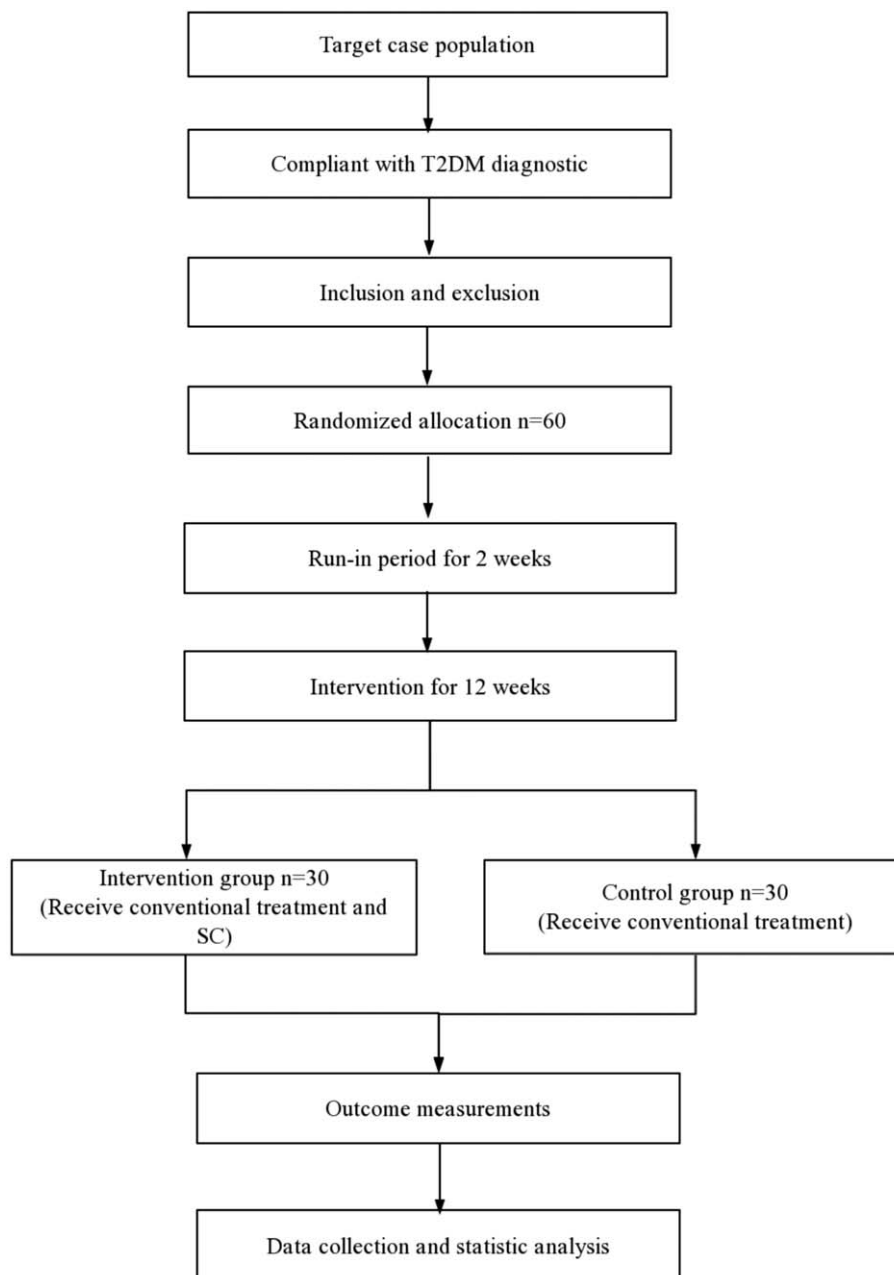 Target case population
Compliant with T2DM diagnostic
Inclusion and exclusion
Randomized allocation n=60
Run-in period for 2 weeks
Intervention for 12 weeks
Intervention group n=30
(Receive conventional treatment and
SC)
Control group n=30
(Receive conventional treatment)
Outcome measurements
Data collection and statistic analysis